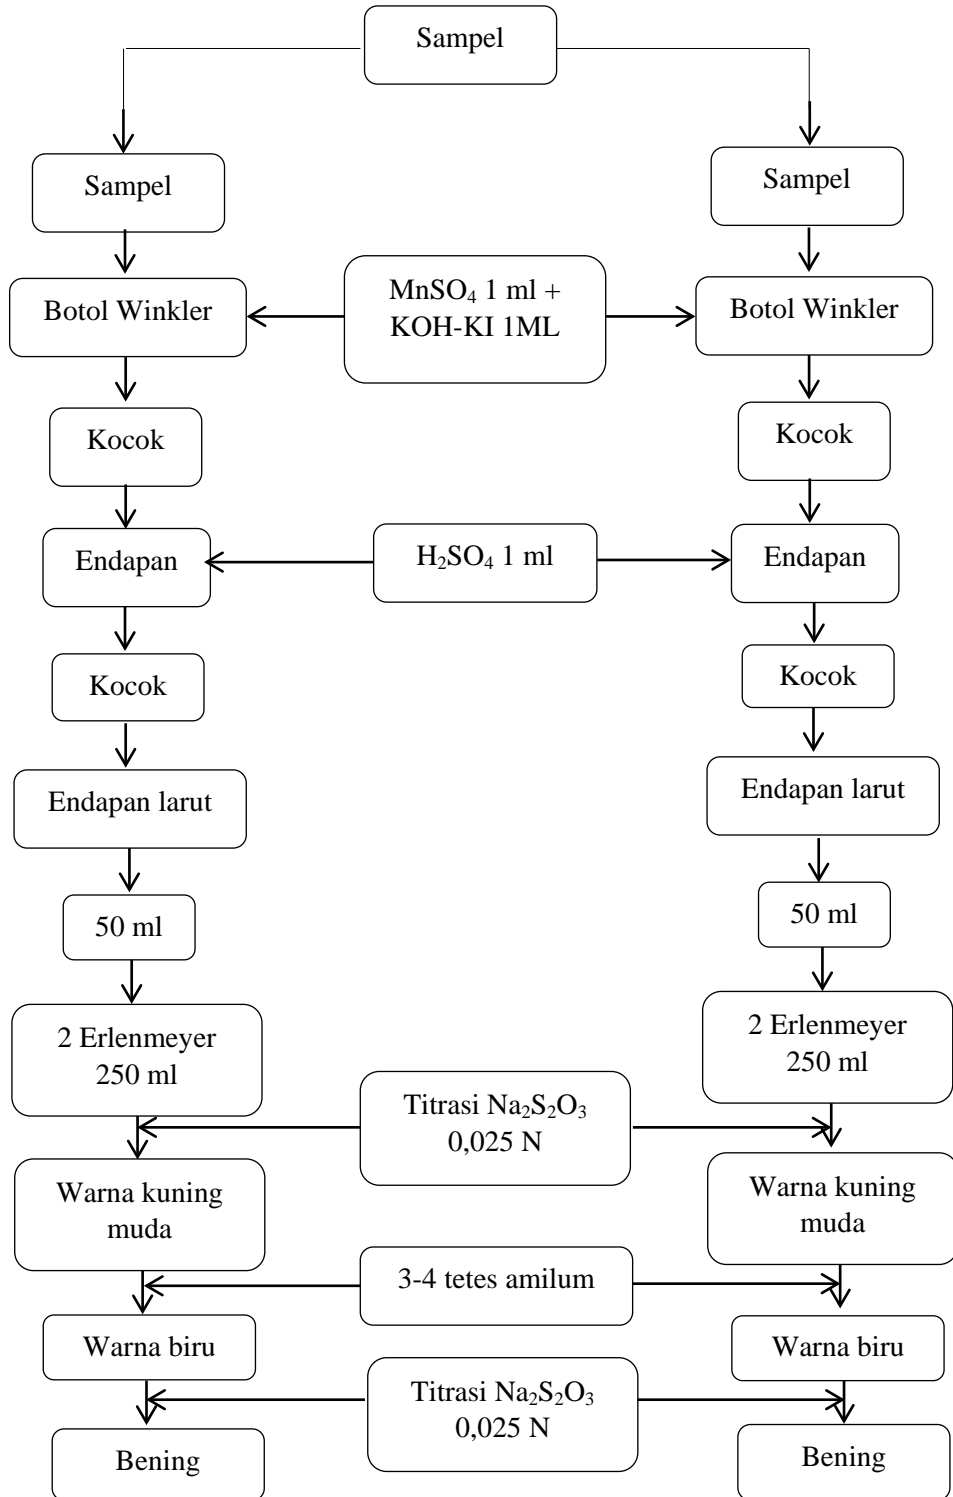 Sampel
Sampel
Sampel
Botol Winkler
MnSO₄ 1 ml +
KOH-KI 1ML
Botol Winkler
Kocok
Kocok
Endapan
H₂SO₄ 1 ml
Endapan
Kocok
Kocok
Endapan larut
Endapan larut
50 ml
50 ml
2 Erlenmeyer
250 ml
2 Erlenmeyer
250 ml
Titrasi Na₂S₂O₃
0,025 N
Warna kuning
muda
Warna kuning
muda
3-4 tetes amilum
Warna biru
Warna biru
Titrasi Na₂S₂O₃
0,025 N
Bening
Bening